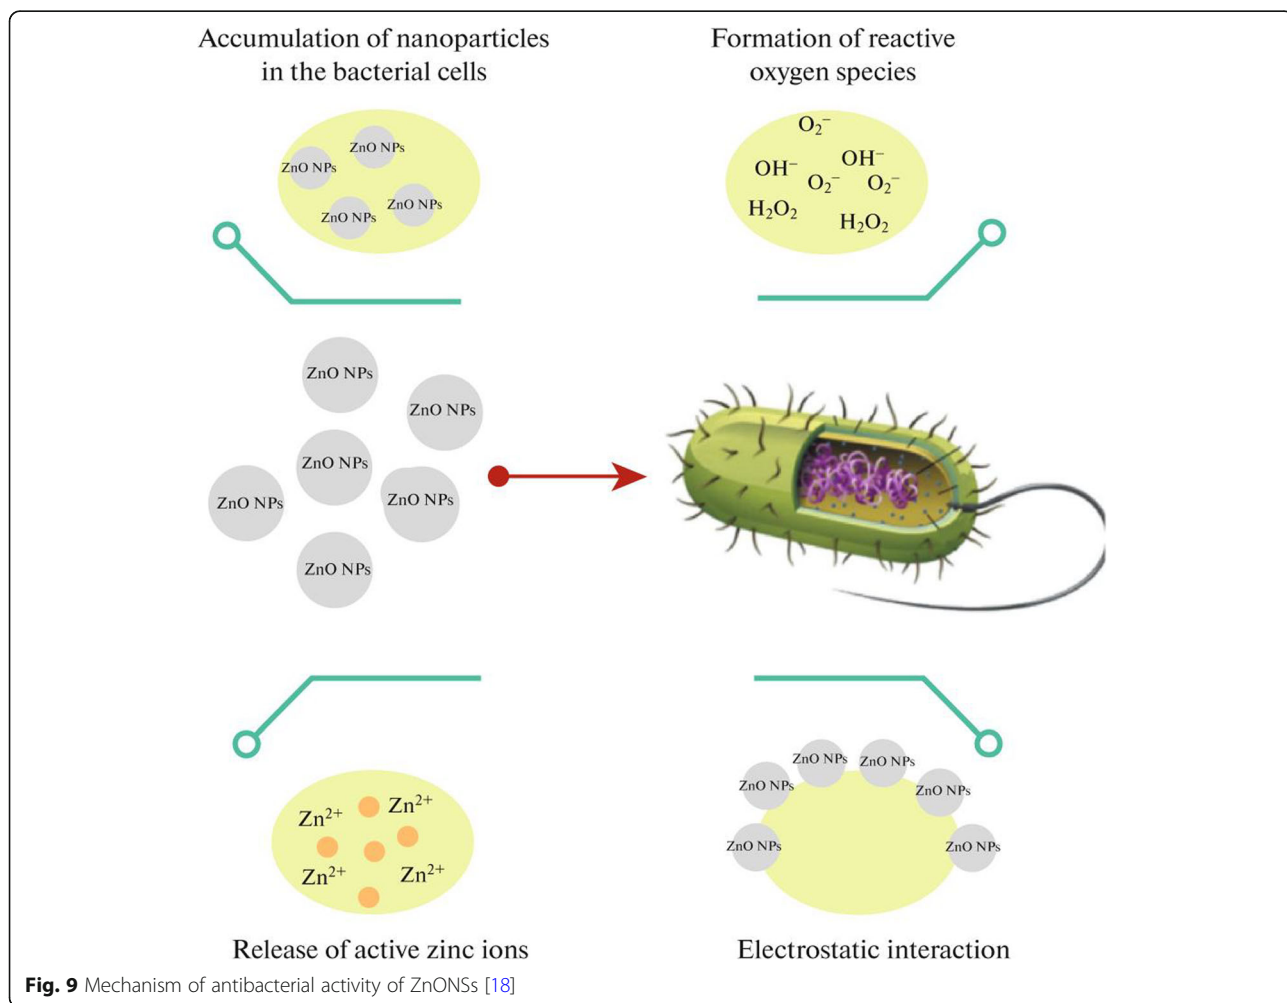 Accumulation of nanoparticles
in the bacterial cells
ZnO NPs
ZnO NPs
ZnO NPs
ZnO NPs
Formation of reactive
oxygen species
O₂⁻
OH⁻
OH⁻
O₂⁻
O₂⁻
H₂O₂
H₂O₂
ZnO NPs
ZnO NPs
ZnO NPs
ZnO NPs
ZnO NPs
ZnO NPs
Zn²⁺
Zn²⁺
Zn²⁺
Zn²⁺
Release of active zinc ions
ZnO NPs
ZnO NPs
ZnO NPs
ZnO NPs
ZnO NPs
ZnO NPs
Electrostatic interaction
Fig. 9 Mechanism of antibacterial activity of ZnONSs [18]